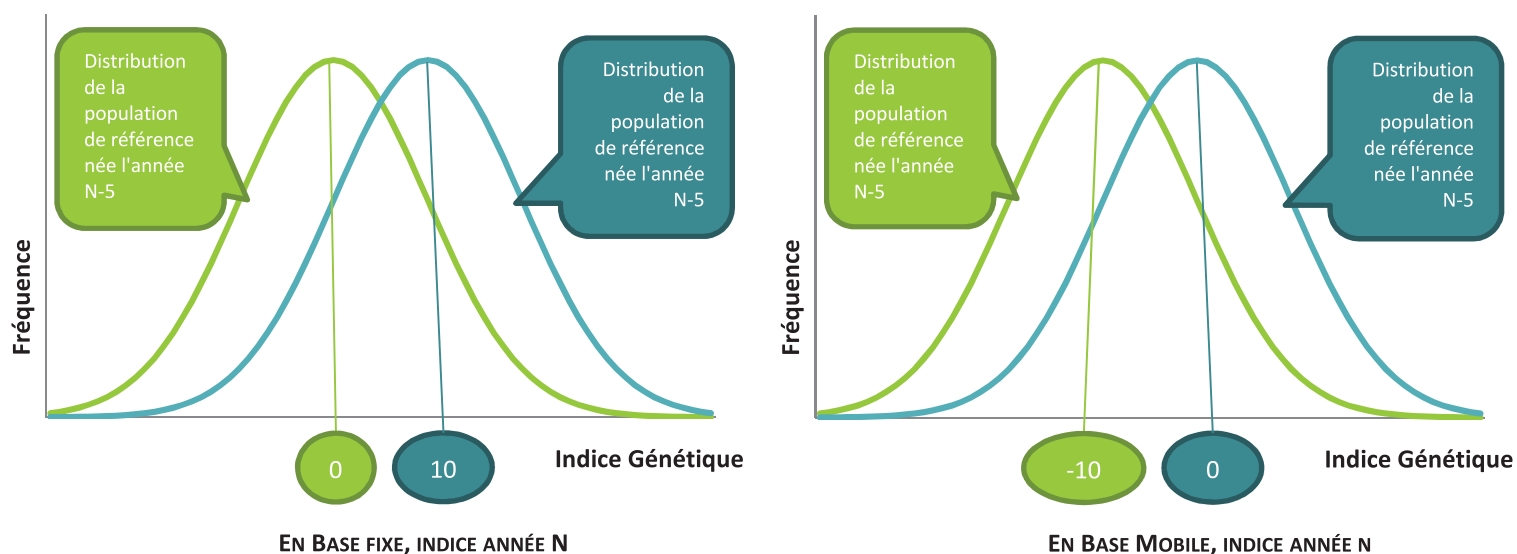 Distribution
de la
population
de référence
née l'année
N-5
Distribution
de la
population
de référence
née l'année
N-5
Fréquence
0
10
Indice Génétique
EN BASE FIXE, INDICE ANNÉE N
Distribution
de la
population
de référence
née l'année
N-5
Distribution
de la
population
de référence
née l'année
N-5
Fréquence
-10
0
Indice Génétique
EN BASE MOBILE, INDICE ANNÉE N